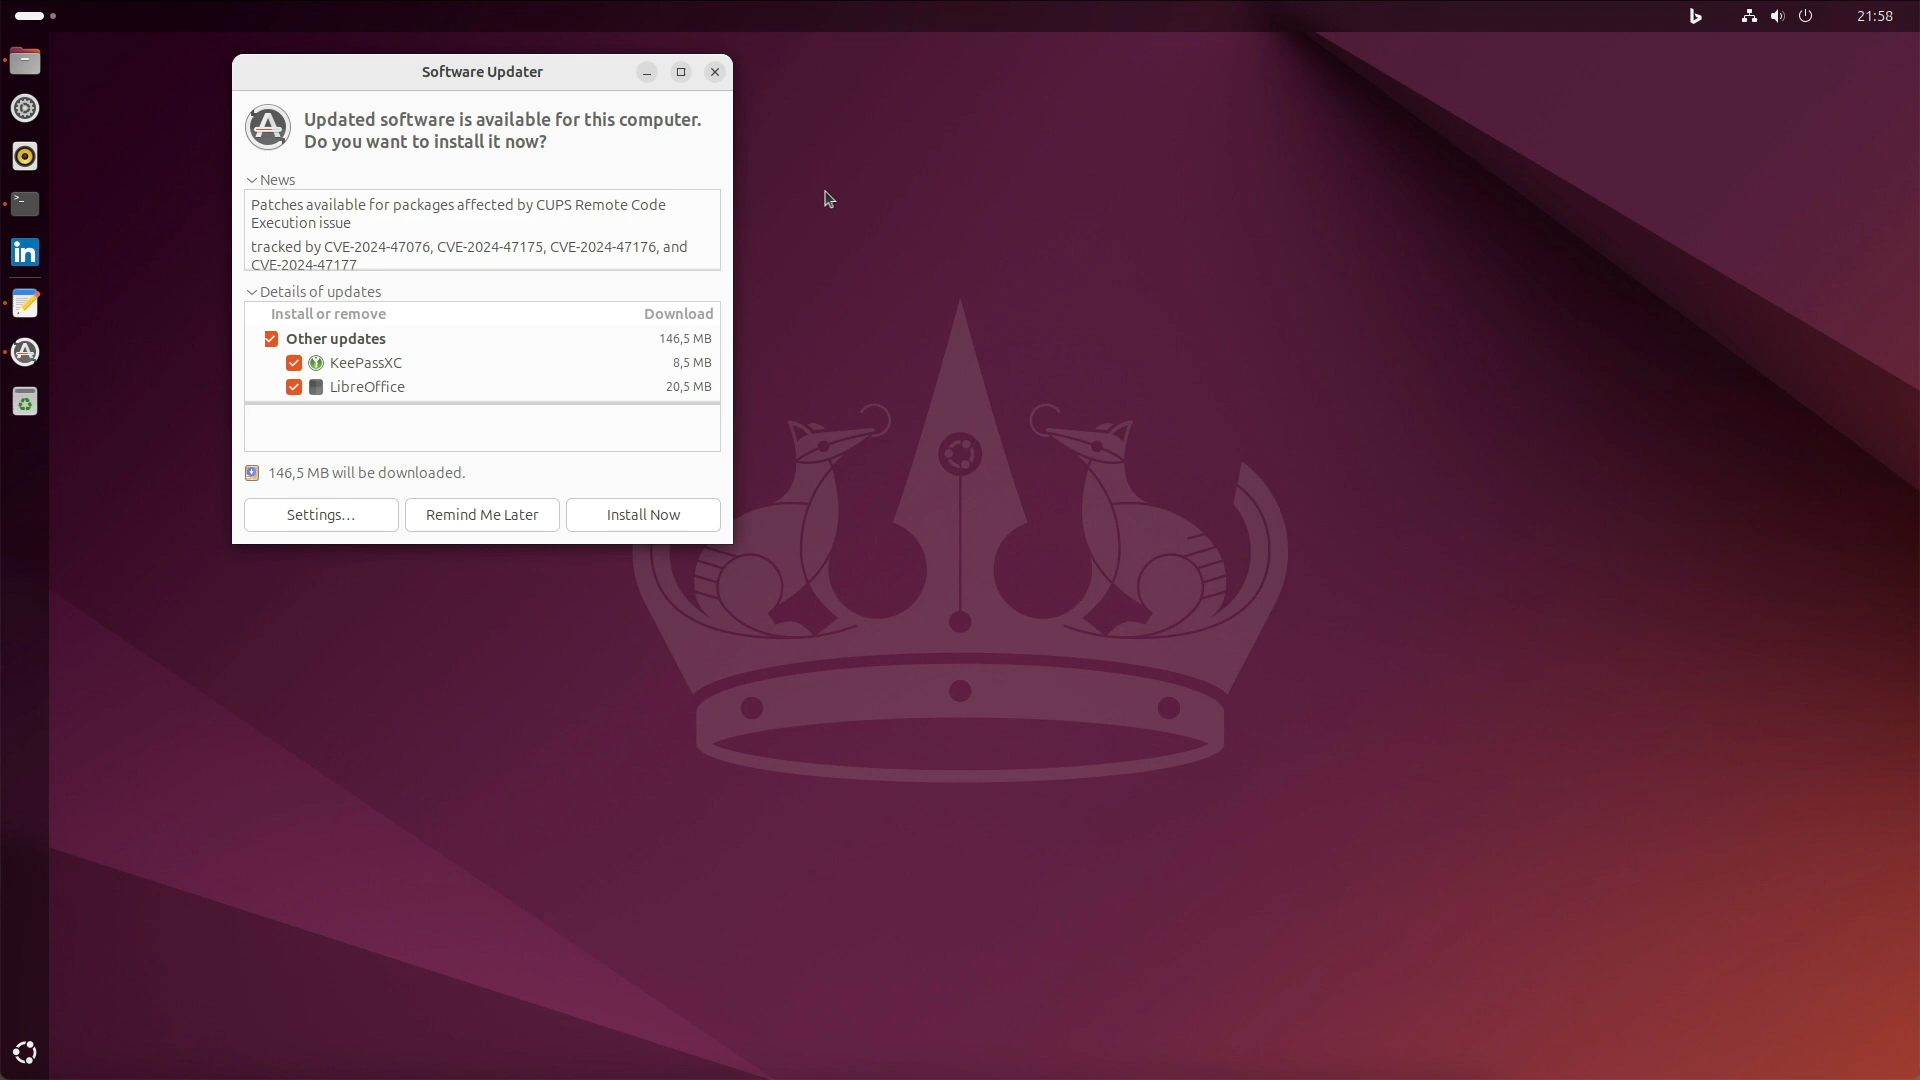 21:58
Software Updater
Updated software is available for this computer.
Do you want to install it now?
News
Patches available for packages affected by CUPS Remote Code
Execution issue
tracked by CVE-2024-47076, CVE-2024-47175, CVE-2024-47176, and
CVE-2024-47177
Details of updates
Install or remove Download
Other updates 146,5 MB
KeePassXC 8,5 MB
LibreOffice 20,5 MB
146,5 MB will be downloaded.
Settings... Remind Me Later Install Now